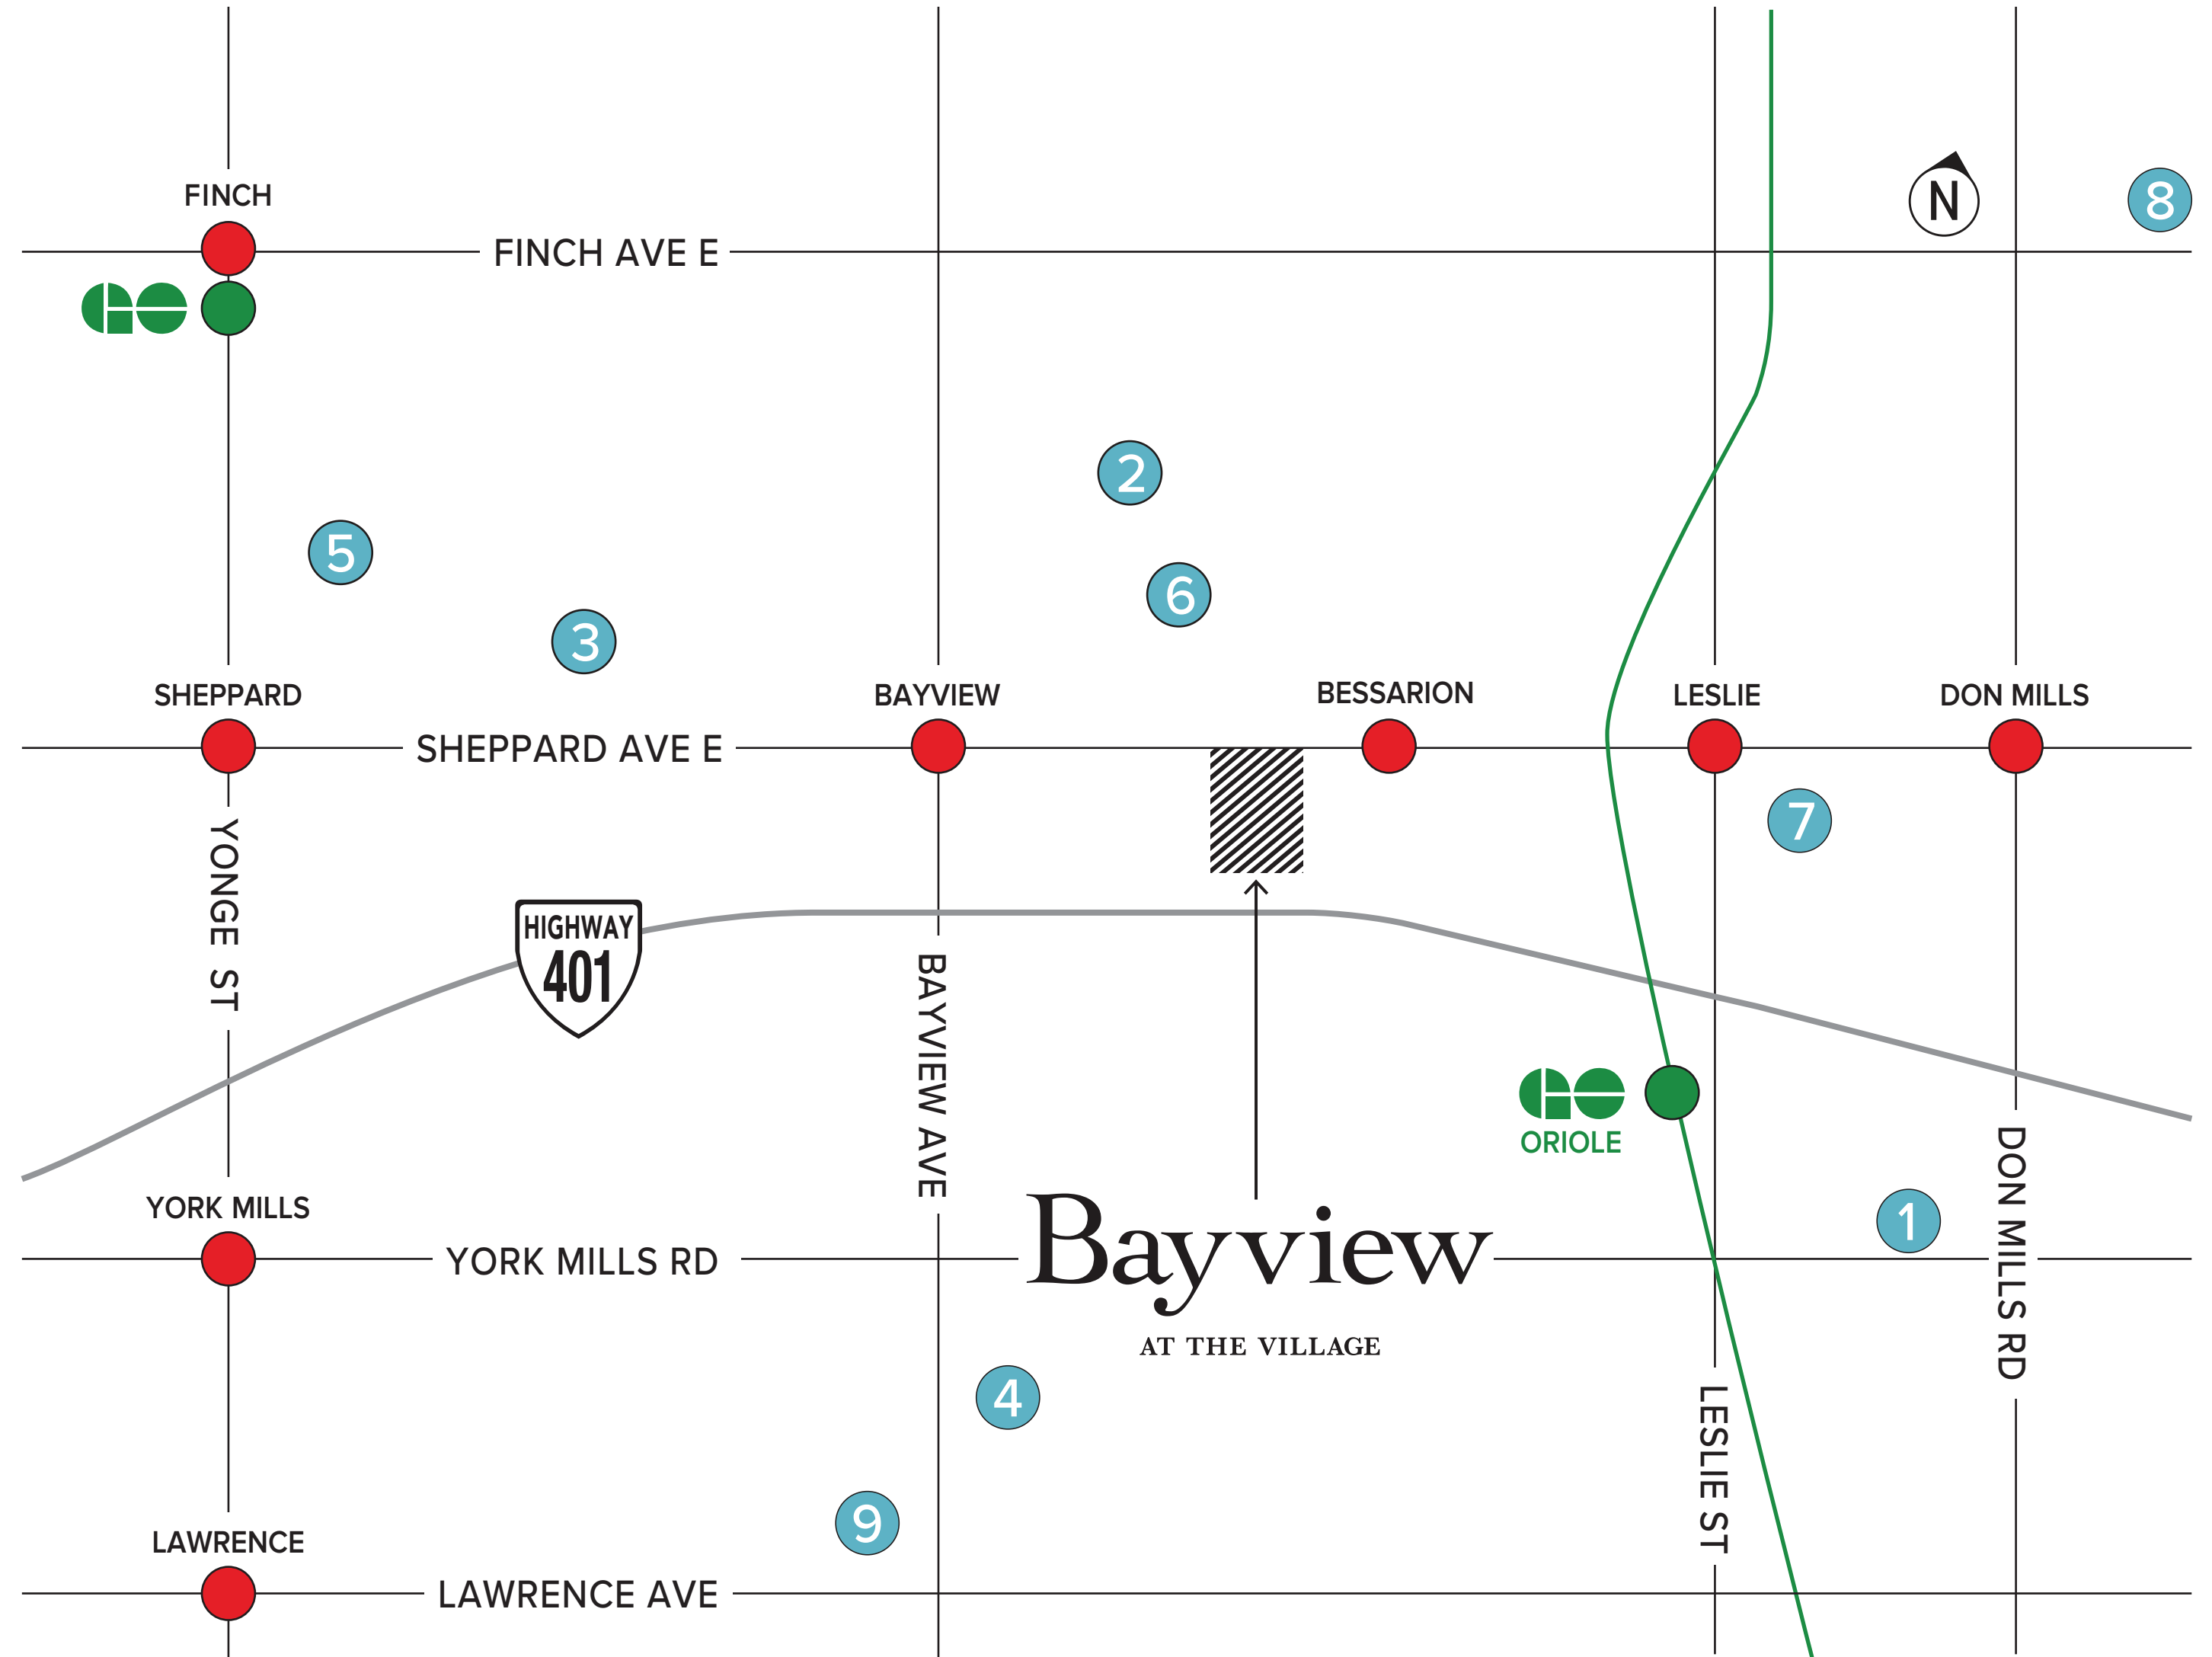 FINCH
N
8
FINCH AVE E
GO
2
5
6
3
SHEPPARD
BAYVIEW
BESSARION
LESLIE
DON MILLS
SHEPPARD AVE E
7
YONGE ST
HIGHWAY
401
BAYVIEW AVE
GO
ORIOLE
DON MILLS RD
1
YORK MILLS
YORK MILLS RD
Bayview
AT THE VILLAGE
4
LESLIE ST
9
LAWRENCE
LAWRENCE AVE